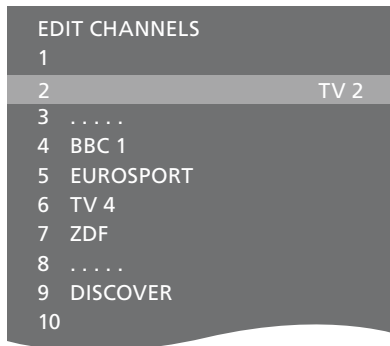 EDIT CHANNELS
1
2 TV 2
3 . . . . .
4 BBC 1
5 EUROSPORT
6 TV 4
7 ZDF
8 . . . . .
9 DISCOVER
10